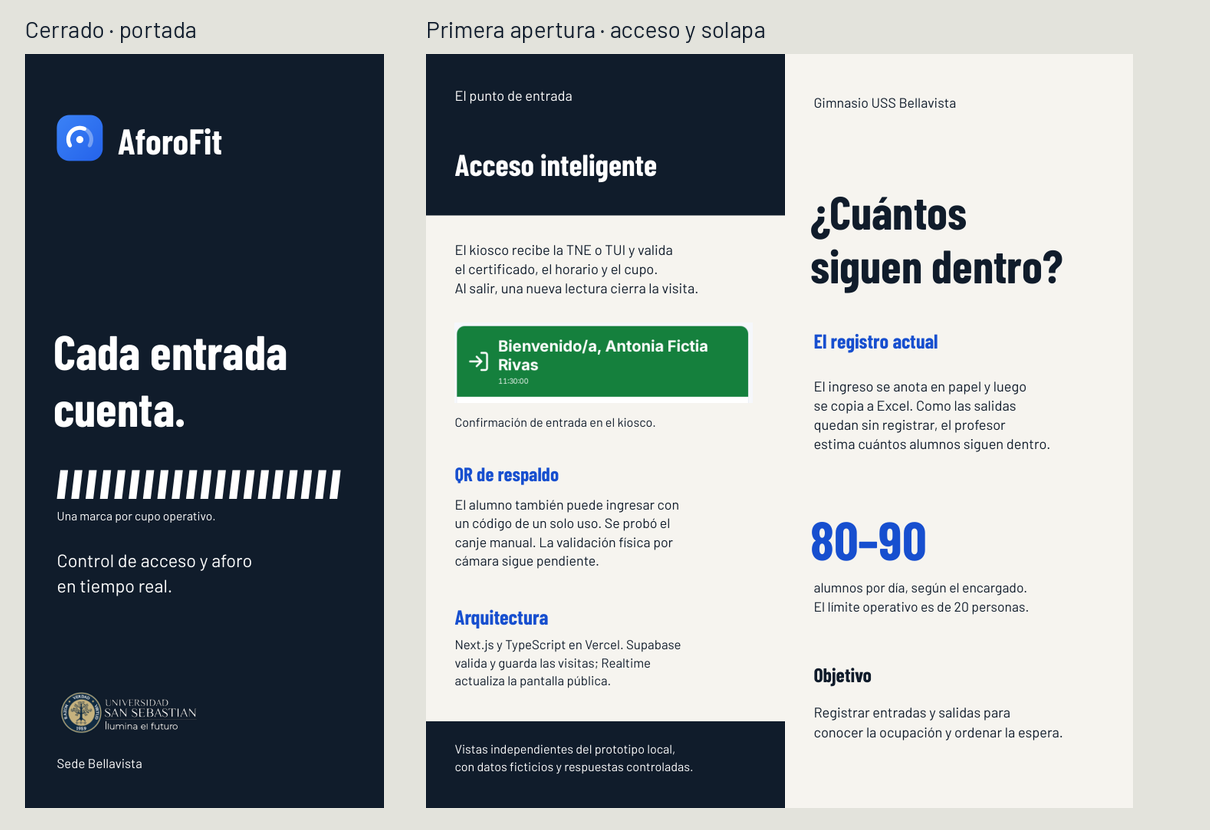 Cerrado · portada
AforoFit
Cada entrada
cuenta.
Una marca por cupo operativo.
Control de acceso y aforo
en tiempo real.
UNIVERSIDAD
SAN SEBASTIAN
Ilumina el futuro
Sede Bellavista
Primera apertura · acceso y solapa
El punto de entrada
Acceso inteligente
El kiosco recibe la TNE o TUI y valida
el certificado, el horario y el cupo.
Al salir, una nueva lectura cierra la visita.
Bienvenido/a, Antonia Fictia
Rivas
11:30:00
Confirmación de entrada en el kiosco.
QR de respaldo
El alumno también puede ingresar con
un código de un solo uso. Se probó el
canje manual. La validación física por
cámara sigue pendiente.
Arquitectura
Next.js y TypeScript en Vercel. Supabase
valida y guarda las visitas; Realtime
actualiza la pantalla pública.
Vistas independientes del prototipo local,
con datos ficticios y respuestas controladas.
Gimnasio USS Bellavista
¿Cuántos
siguen dentro?
El registro actual
El ingreso se anota en papel y luego
se copia a Excel. Como las salidas
quedan sin registrar, el profesor
estima cuántos alumnos siguen dentro.
80–90
alumnos por día, según el encargado.
El límite operativo es de 20 personas.
Objetivo
Registrar entradas y salidas para
conocer la ocupación y ordenar la espera.